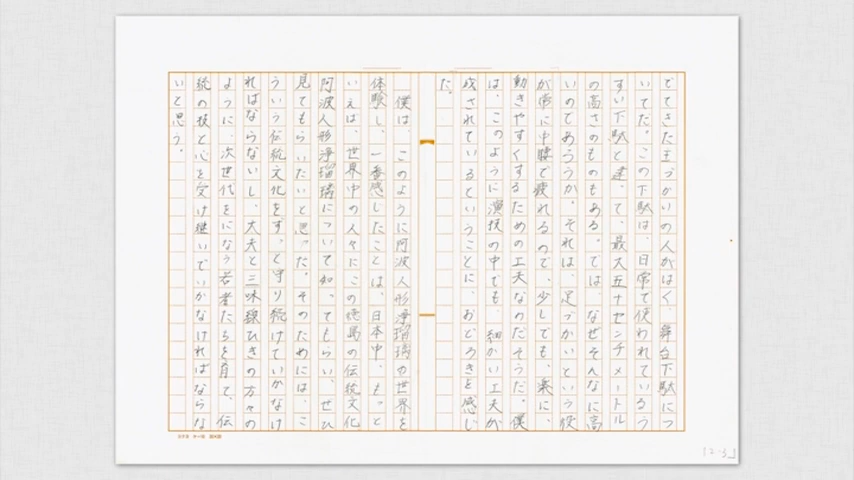 でてきた主づかいの人がはく、舞台下駄につ
いてだ。この下駄は、日常で使われているう
すい下駄と違って、最大五十センチメートル
の高さのものもある。では、なぜそんなに高
いのであろうか。それは、足づかいという役
が常に中腰で疲れるので、少しでも、楽に、
動きやすくするための工夫なのだそうだ。僕
は、このように演技の中でも、細かい工夫が
成されているということに、おどろきを感じ
た。
僕は、このように阿波人形浄瑠璃の世界を
体験し、一番感じたことは、日本中、もっと
いえば、世界中の人々にこの徳島の伝統文化
阿波人形浄瑠璃について知ってもらい、ぜひ
見てもらいたいと思った。そのためには、こ
ういう伝統文化をずっと守り続けていかなけ
ればならないし、太夫と三味線ひきの方々の
ように、次世代をになう若者たちを育て、伝
統の技と心を受け継いでいかなければならな
いと思う。
「2-3」